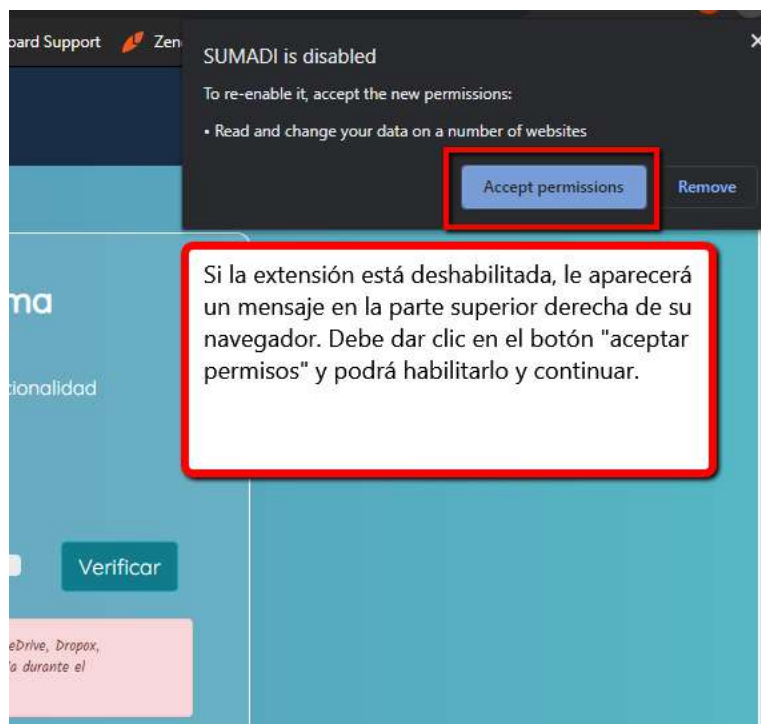 oard Support Zen
SUMADI is disabled
To re-enable it, accept the new permissions:
• Read and change your data on a number of websites
Accept permissions Remove
Si la extensión está deshabilitada, le aparecerá
un mensaje en la parte superior derecha de su
navegador. Debe dar clic en el botón "aceptar
permisos" y podrá habilitarlo y continuar.
ma
cionalidad
Verificar
eDrive, Dropox,
a durante el